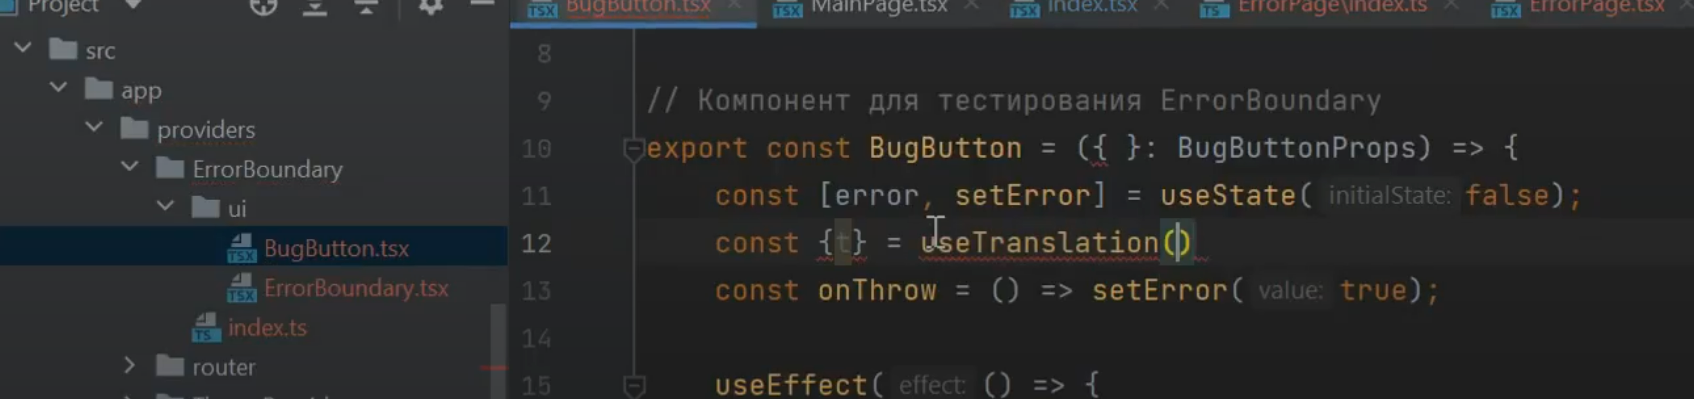 Project
BugButton.tsx
MainPage.tsx
index.tsx
ErrorPage\index.ts
ErrorPage.tsx
src
app
providers
ErrorBoundary
ui
BugButton.tsx
ErrorBoundary.tsx
index.ts
router
8
9 // Компонент для тестирования ErrorBoundary
10 export const BugButton = ({ }: BugButtonProps) => {
11 const [error, setError] = useState( initialState: false);
12 const {t} = useTranslation()
13 const onThrow = () => setError( value: true);
14
15 useEffect( effect: () => {